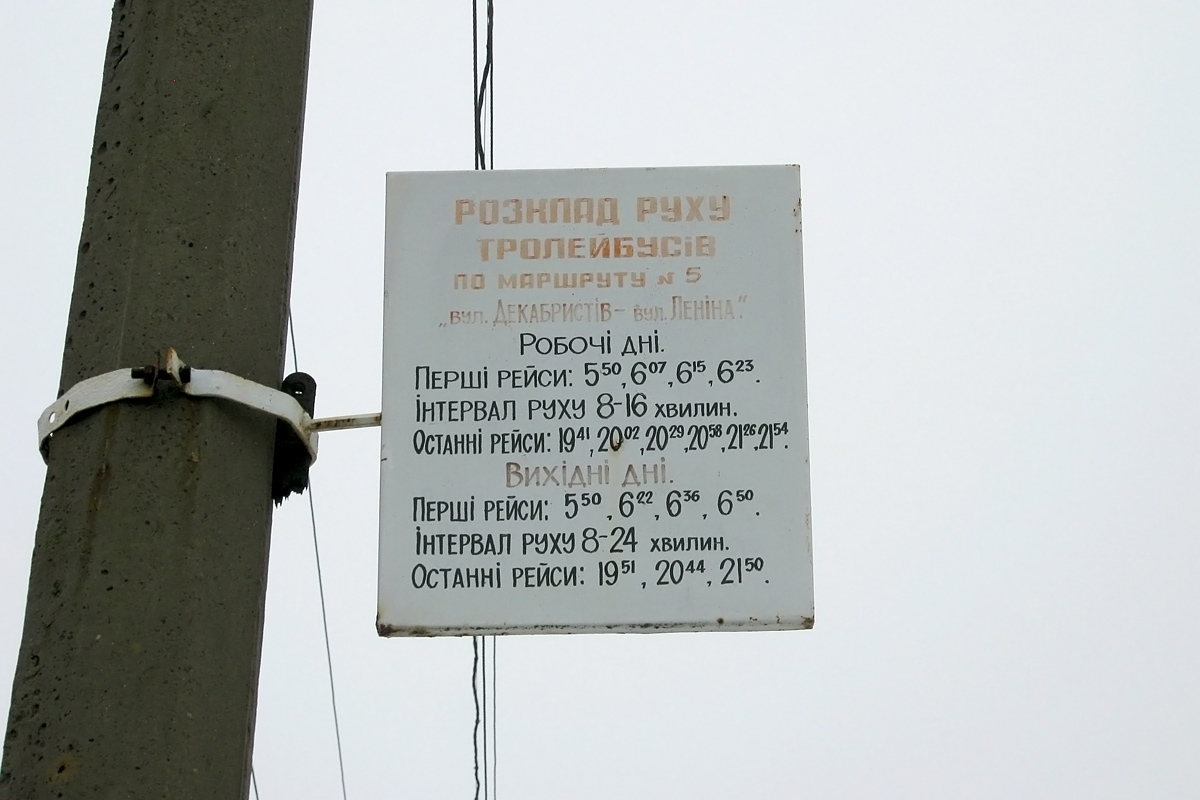 РОЗКЛАД РУХУ
ТРОЛЕЙБУСІВ
ПО МАРШРУТУ № 5
„вул. Декабристів – вул. Леніна".
Робочі дні.
Перші рейси: 5⁵⁰, 6⁰⁷, 6¹⁵, 6²³.
Інтервал руху 8-16 хвилин.
Останні рейси: 19⁴¹, 20⁰², 20²⁹, 20⁵⁸, 21²⁶, 21⁵⁴.
Вихідні дні.
Перші рейси: 5⁵⁰, 6²², 6³⁶, 6⁵⁰.
Інтервал руху 8-24 хвилин.
Останні рейси: 19⁵¹, 20⁴⁴, 21⁵⁰.